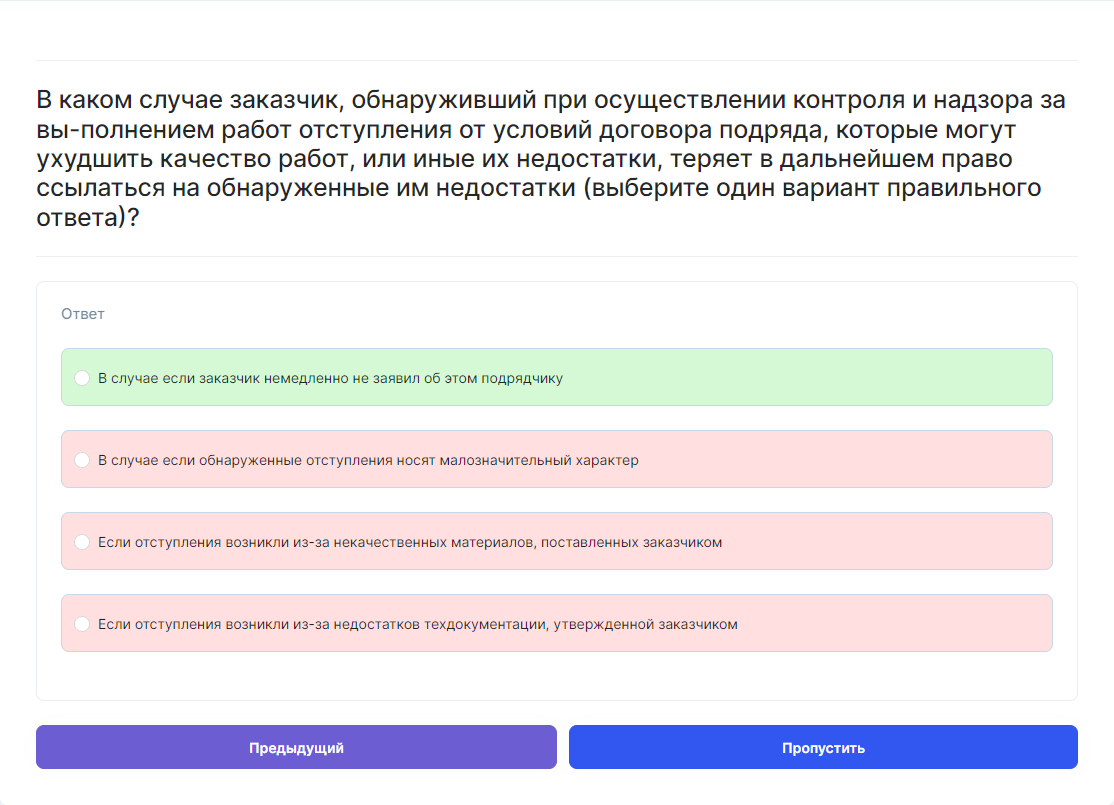 В каком случае заказчик, обнаруживший при осуществлении контроля и надзора за
вы-полнением работ отступления от условий договора подряда, которые могут
ухудшить качество работ, или иные их недостатки, теряет в дальнейшем право
ссылаться на обнаруженные им недостатки (выберите один вариант правильного
ответа)?
Ответ
В случае если заказчик немедленно не заявил об этом подрядчику
В случае если обнаруженные отступления носят малозначительный характер
Если отступления возникли из-за некачественных материалов, поставленных заказчиком
Если отступления возникли из-за недостатков техдокументации, утвержденной заказчиком
Предыдущий
Пропустить